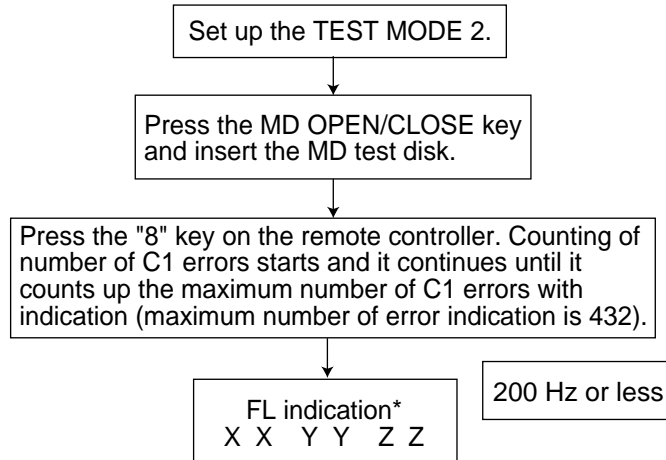 Set up the TEST MODE 2.
Press the MD OPEN/CLOSE key
and insert the MD test disk.
Press the "8" key on the remote controller. Counting of
number of C1 errors starts and it continues until it
counts up the maximum number of C1 errors with
indication (maximum number of error indication is 432).
FL indication*
X X Y Y Z Z
200 Hz or less